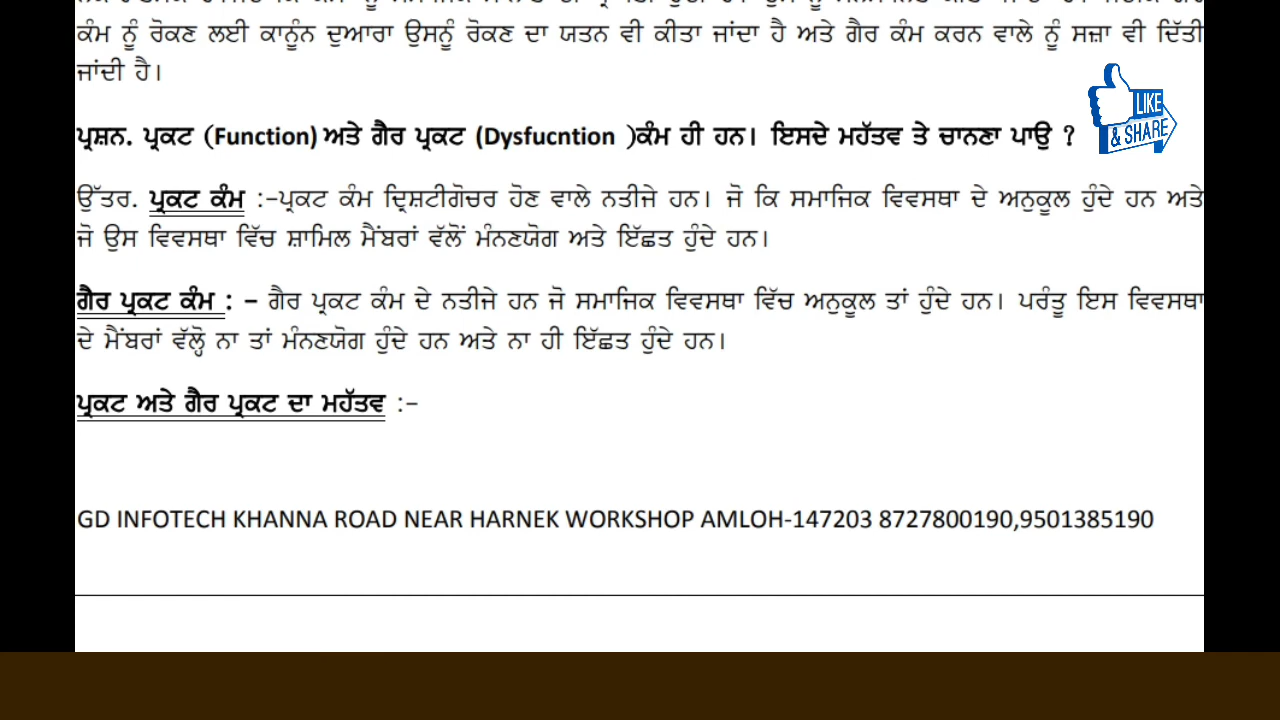 ਕੰਮ ਨੂੰ ਰੋਕਣ ਲਈ ਕਾਨੂੰਨ ਦੁਆਰਾ ਉਸਨੂੰ ਰੋਕਣ ਦਾ ਯਤਨ ਵੀ ਕੀਤਾ ਜਾਂਦਾ ਹੈ ਅਤੇ ਗੈਰ ਕੰਮ ਕਰਨ ਵਾਲੇ ਨੂੰ ਸਜ਼ਾ ਵੀ ਦਿੱਤੀ
ਜਾਂਦੀ ਹੈ।
LIKE
& SHARE
ਪ੍ਰਸ਼ਨ. ਪ੍ਰਕਟ (Function) ਅਤੇ ਗੈਰ ਪ੍ਰਕਟ (Dysfucntion )ਕੰਮ ਹੀ ਹਨ। ਇਸਦੇ ਮਹੱਤਵ ਤੇ ਚਾਨਣਾ ਪਾਉ ?
ਉੱਤਰ. ਪ੍ਰਕਟ ਕੰਮ :-ਪ੍ਰਕਟ ਕੰਮ ਦ੍ਰਿਸ਼ਟੀਗੋਚਰ ਹੋਣ ਵਾਲੇ ਨਤੀਜੇ ਹਨ। ਜੋ ਕਿ ਸਮਾਜਿਕ ਵਿਵਸਥਾ ਦੇ ਅਨੁਕੂਲ ਹੁੰਦੇ ਹਨ ਅਤੇ
ਜੋ ਉਸ ਵਿਵਸਥਾ ਵਿੱਚ ਸ਼ਾਮਿਲ ਮੈਂਬਰਾਂ ਵੱਲੋਂ ਮੰਨਣਯੋਗ ਅਤੇ ਇੱਛਤ ਹੁੰਦੇ ਹਨ।
ਗੈਰ ਪ੍ਰਕਟ ਕੰਮ : – ਗੈਰ ਪ੍ਰਕਟ ਕੰਮ ਦੇ ਨਤੀਜੇ ਹਨ ਜੋ ਸਮਾਜਿਕ ਵਿਵਸਥਾ ਵਿੱਚ ਅਨੁਕੂਲ ਤਾਂ ਹੁੰਦੇ ਹਨ। ਪਰੰਤੂ ਇਸ ਵਿਵਸਥਾ
ਦੇ ਮੈਂਬਰਾਂ ਵੱਲ੍ਹੋ ਨਾ ਤਾਂ ਮੰਨਣਯੋਗ ਹੁੰਦੇ ਹਨ ਅਤੇ ਨਾ ਹੀ ਇੱਛਤ ਹੁੰਦੇ ਹਨ।
ਪ੍ਰਕਟ ਅਤੇ ਗੈਰ ਪ੍ਰਕਟ ਦਾ ਮਹੱਤਵ :-
GD INFOTECH KHANNA ROAD NEAR HARNEK WORKSHOP AMLOH-147203 8727800190,9501385190